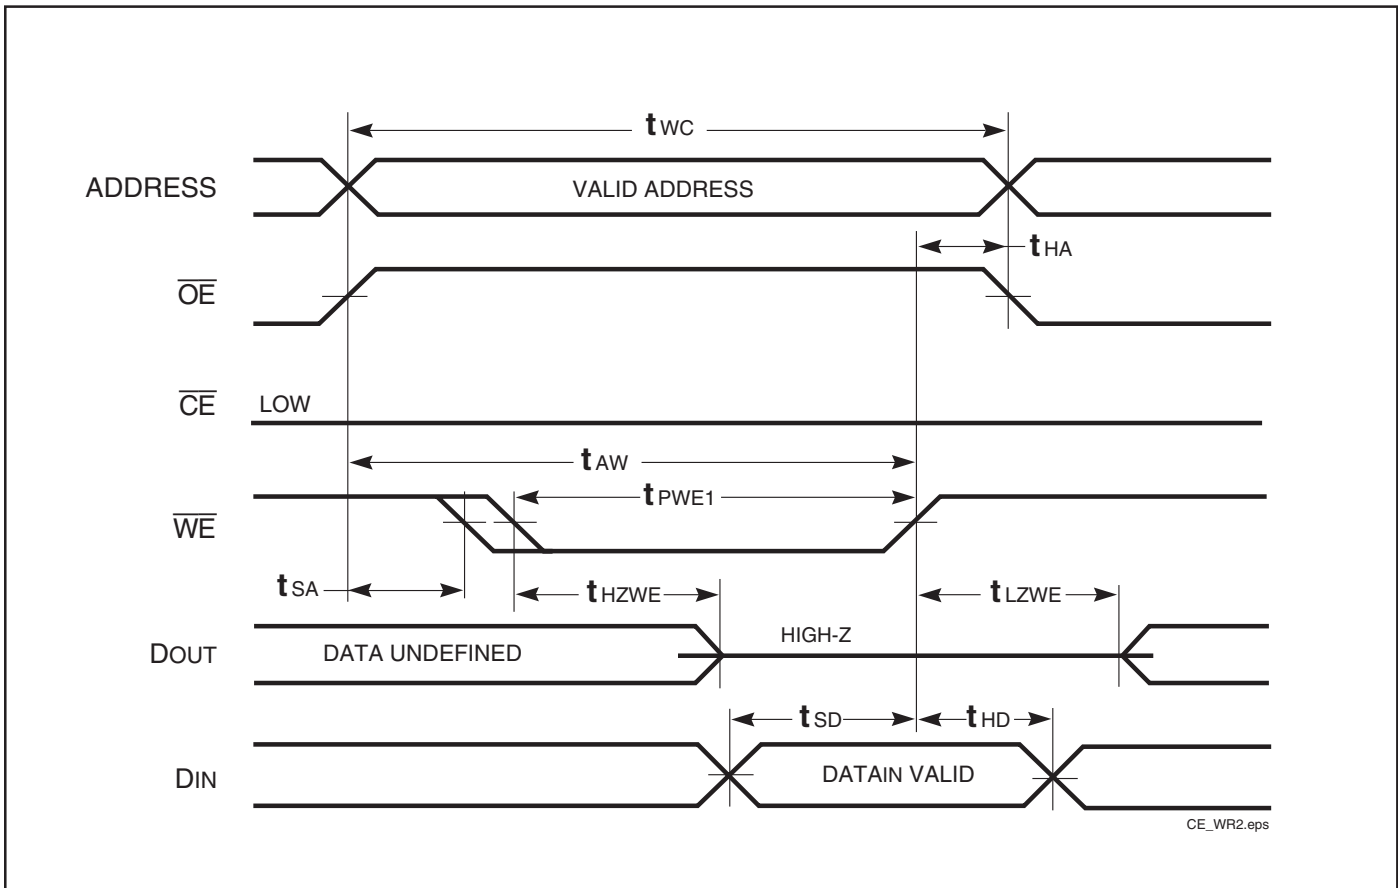 tWC
ADDRESS
VALID ADDRESS
tHA
OE
CE
LOW
tAW
tPWE1
WE
tSA
tHZWE
tLZWE
HIGH-Z
DOUT
DATA UNDEFINED
tSD
tHD
DIN
DATAIN VALID
CE_WR2.eps